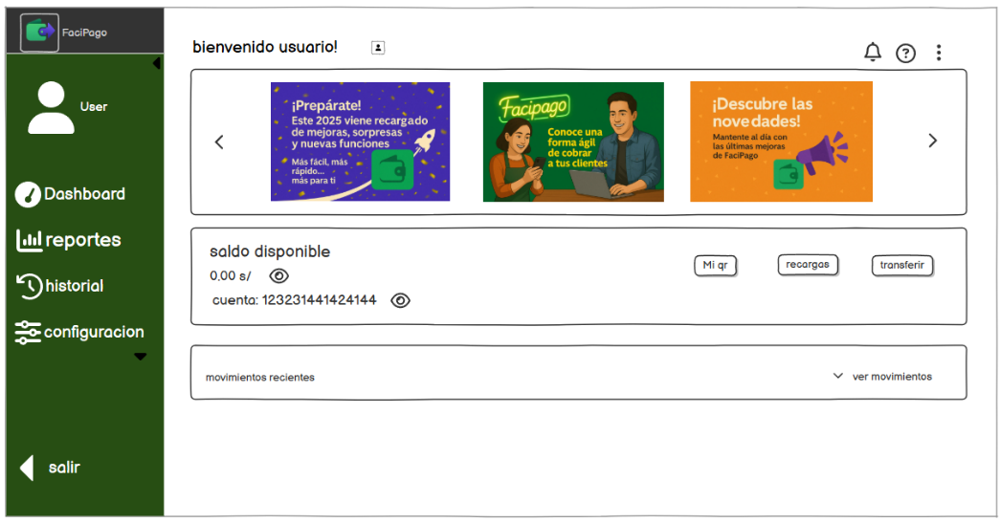 FaciPago
User
Dashboard
reportes
historial
configuracion
salir
bienvenido usuario!
¡Prepárate!
Este 2025 viene recargado
de mejoras, sorpresas
y nuevas funciones
Más fácil, más
rápido...
más para ti
Facipago
Conoce una
forma ágil
de cobrar
a tus clientes
¡Descubre las
novedades!
Mantente al día con
las últimas mejoras
de FaciPago
saldo disponible
0.00 s/
cuenta: 123231441424144
Mi qr
recargas
transferir
movimientos recientes
ver movimientos